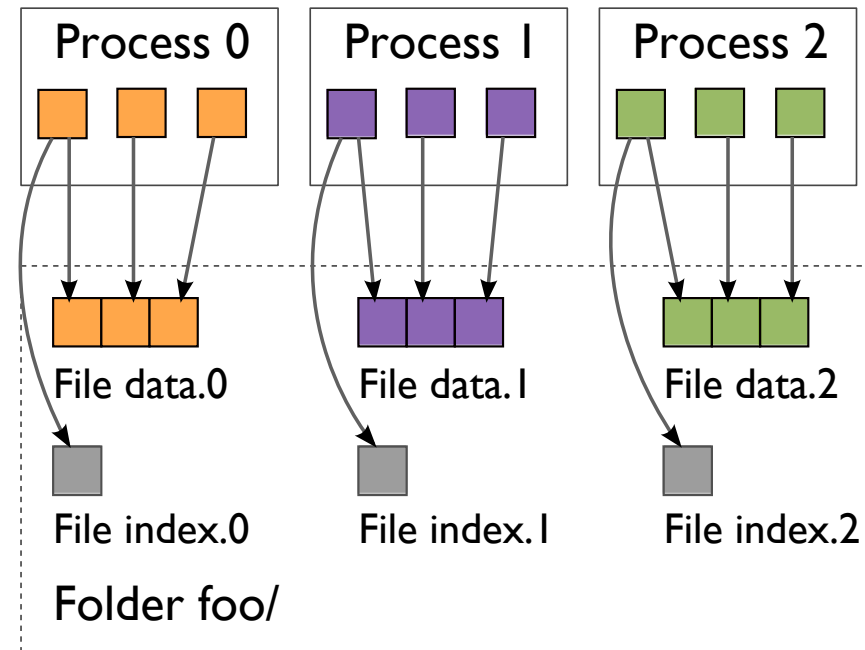 Process 0
Process 1
Process 2
File data.0
File data.1
File data.2
File index.0
File index.1
File index.2
Folder foo/